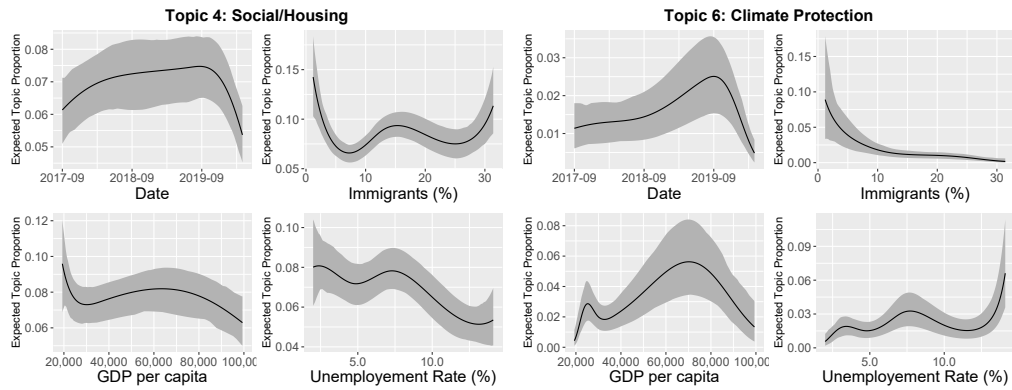 Topic 4: Social/Housing
Topic 6: Climate Protection
Expected Topic Proportion
0.08
0.07
0.06
0.05
2017-09 2018-09 2019-09
Date
Expected Topic Proportion
0.15
0.10
0.05
0 10 20 30
Immigrants (%)
Expected Topic Proportion
0.03
0.02
0.01
2017-09 2018-09 2019-09
Date
Expected Topic Proportion
0.15
0.10
0.05
0.00
0 10 20 30
Immigrants (%)
Expected Topic Proportion
0.12
0.10
0.08
0.06
20,000 40,000 60,000 80,000 100,00
GDP per capita
Expected Topic Proportion
0.10
0.08
0.06
0.04
5.0 10.0
Unemployement Rate (%)
Expected Topic Proportion
0.08
0.06
0.04
0.02
0.00
20,000 40,000 60,000 80,000 100,00
GDP per capita
Expected Topic Proportion
0.09
0.06
0.03
0.00
5.0 10.0
Unemployement Rate (%)